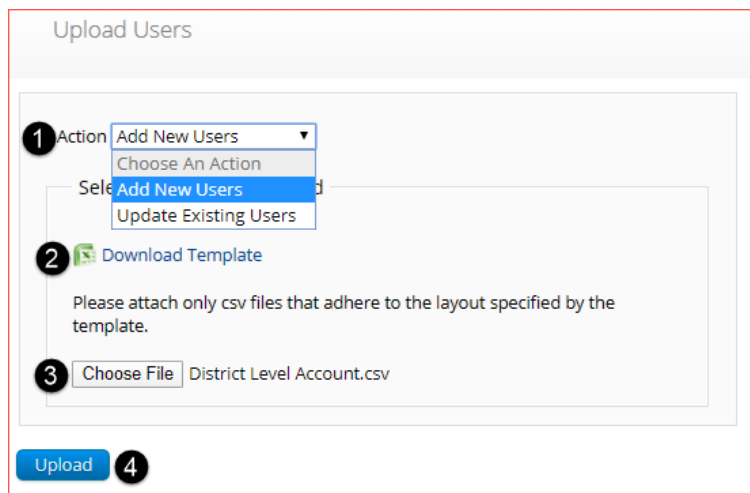 Upload Users
1 Action Add New Users ▼
Choose An Action
Add New Users
Update Existing Users
2 Download Template
Please attach only csv files that adhere to the layout specified by the
template.
3 Choose File District Level Account.csv
Upload 4